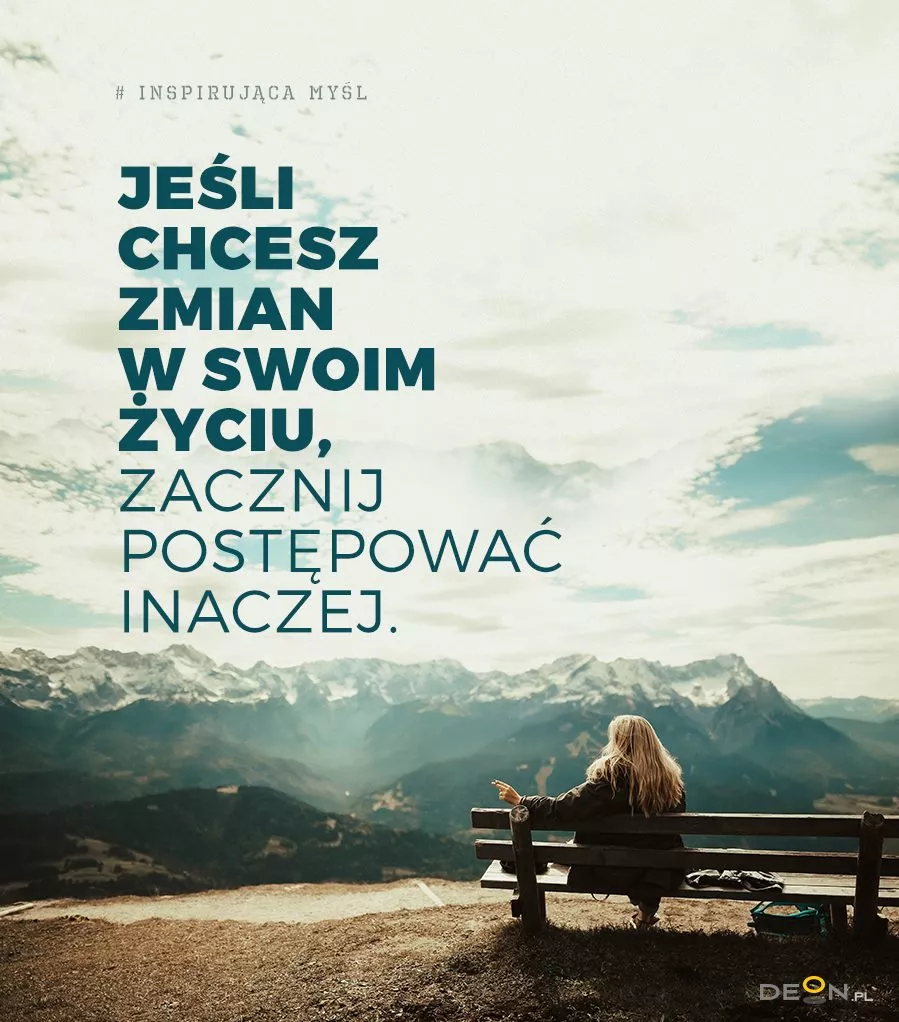 # INSPIRUJĄCA MYŚL
JEŚLI
CHCESZ
ZMIAN
W SWOIM
ŻYCIU,
ZACZNIJ
POSTĘPOWAĆ
INACZEJ.
DEON.PL